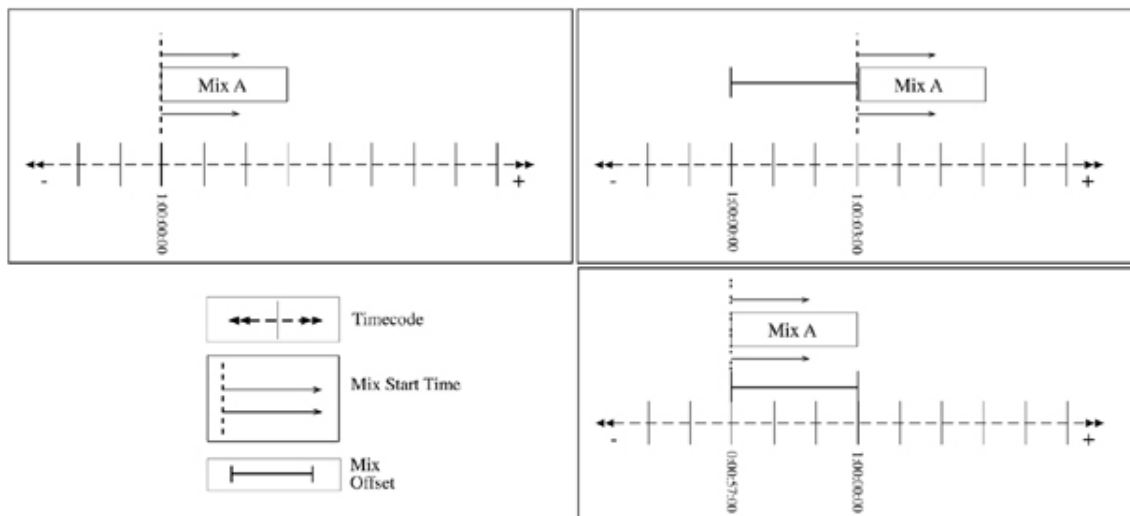 Mix A
-
+
1:00:00:00
Mix A
-
+
1:00:00:00
1:00:03:00
Timecode
Mix Start Time
Mix
Offset
Mix A
-
+
0:00:57:00
1:00:00:00